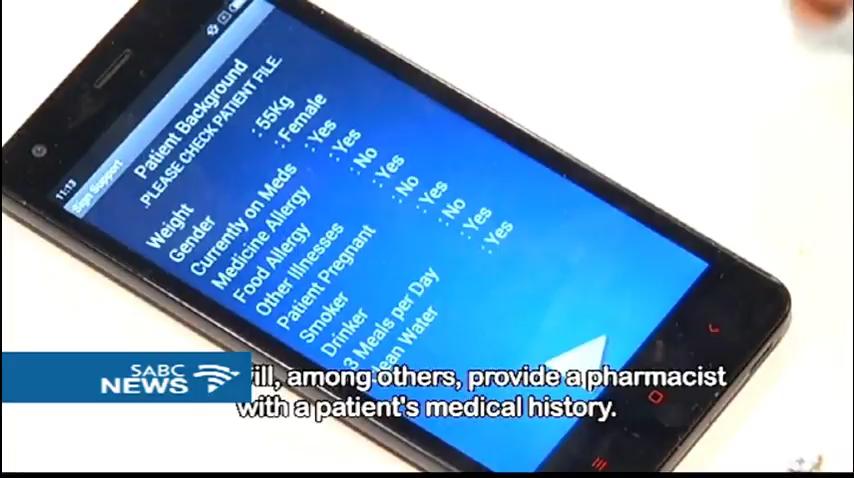 11:13
Sign Support
Patient Background
.PLEASE CHECK PATIENT FILE.
Weight : 55Kg
Gender : Female
Currently on Meds : Yes
Medicine Allergy : Yes
Food Allergy : No
Other Illnesses : Yes
Patient Pregnant : No
Smoker : Yes
Drinker : No
3 Meals per Day : Yes
: Yes
Water
SABC
NEWS
, among others, provide a pharmacist
with a patient's medical history.